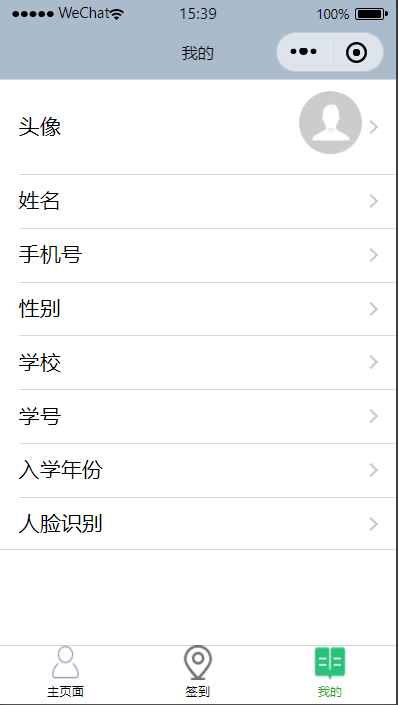 ●●●●● WeChat 15:39 100%
我的
头像
姓名
手机号
性别
学校
学号
入学年份
人脸识别
主页面 签到 我的